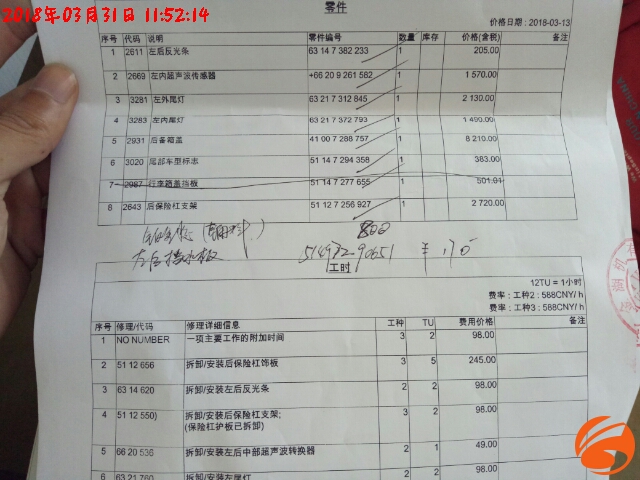 2018年03月31日 11:52:14
零件
价格日期：2018-03-13
序号 代码 说明 零件编号 数量 库存 价格(含税) 备注
1 2611 左后反光条 63 14 7 382 233 1 205.00
2 2669 左内超声波传感器 +66 20 9 261 582 1 1 570.00
3 3281 左外尾灯 63 21 7 312 845 1 2 130.00
4 3283 左内尾灯 63 21 7 372 793 1 1 490.00
5 2931 后备箱盖 41 00 7 288 757 1 8 210.00
6 3020 尾部车型标志 51 14 7 294 358 1 383.00
7 2987 行李箱盖挡板 51 14 7 277 655 1 501.01
8 2643 后保险杠支架 51 12 7 256 927 1 2 720.00
800
左后挡水板 51497290651 ¥170
工时
12TU = 1小时
费率：工种2：588CNY/ h
费率：工种3：588CNY/ h
序号 修理/代码 修理详细信息 工种 TU 费用价格 备注
1 NO NUMBER 一项主要工作的附加时间 3 2 98.00
2 51 12 656 拆卸/安装后保险杠饰板 3 5 245.00
3 63 14 620 拆卸/安装左后反光条 2 2 98.00
4 51 12 550) 拆卸/安装后保险杠支架; 3 2 98.00
(保险杠护板已拆卸)
5 66 20 536 拆卸/安装左后中部超声波转换器 2 1 49.00
6 63 21 760 拆卸/安装左尾灯 2 2 98.00